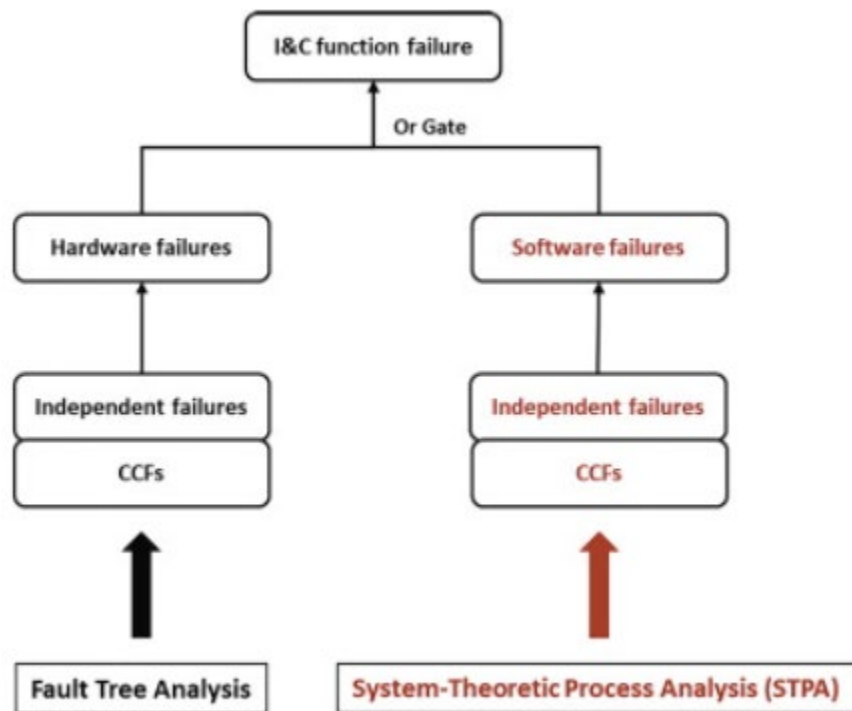 I&C function failure
Or Gate
Hardware failures
Software failures
Independent failures
Independent failures
CCFs
CCFs
Fault Tree Analysis
System-Theoretic Process Analysis (STPA)